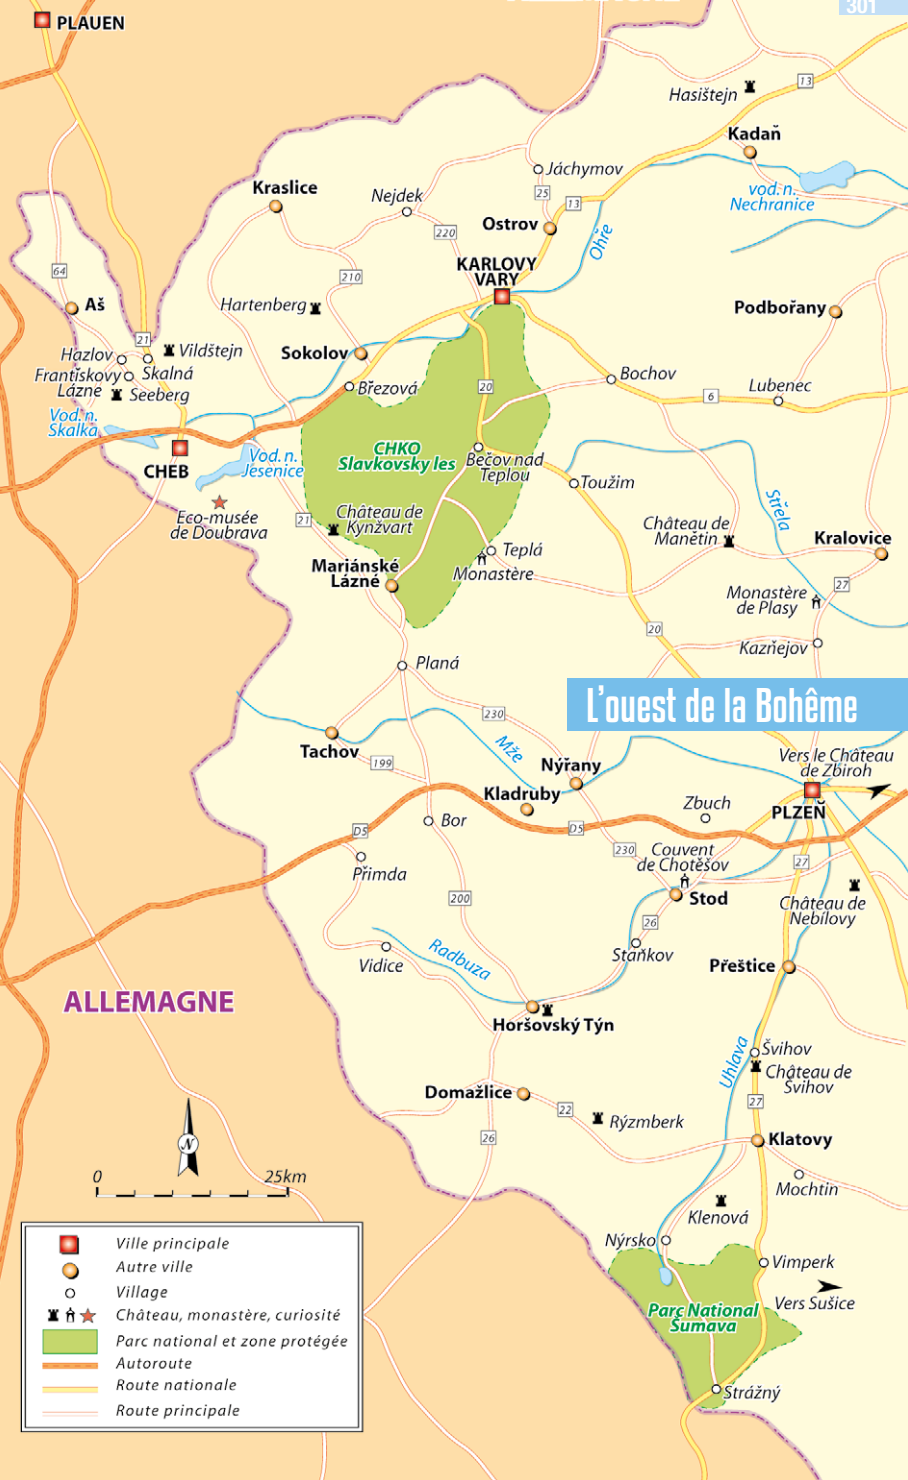 301
PLAUEN
Hasištejn
13
Kadaň
Jáchymov
Kraslice
Nejdek
25
13
vod. n.
Nechranice
Ostrov
220
Ohře
KARLOVY
VARY
64
210
Aš
Hartenberg
Podbořany
21
Vildštejn
Hazlov
Sokolov
Skalná
Františkovy
Lázne
Seeberg
Březová
20
Bochov
Lubenec
6
Vod. n.
Skalka
CHKO
Slavkovsky les
CHEB
Vod. n.
Jesenice
Bečov nad
Teplou
Toužim
Střela
Eco-musée
de Doubrava
21
Château de
Kynžvart
Château de
Manětin
Kralovice
Teplá
Monastère
Mariánské
Lázné
27
Monastère
de Plasy
20
Kazňejov
Planá
L'ouest de la Bohême
230
Mže
Tachov
199
Nýřany
Vers le Château
de Zbiroh
Kladruby
Zbuch
PLZEŇ
Bor
D5
D5
230
Couvent
de Chotěšov
27
Přimda
200
Stod
Château de
Nebílovy
26
Staňkov
Radbuza
Vidice
Přeštice
ALLEMAGNE
Horšovský Týn
Švihov
Uhlava
Château de
Švihov
Domažlice
27
22
Rýzmberk
26
Klatovy
N
0
25km
Mochtin
Klenová
Nýrsko
Vimperk
Vers Sušice
Parc National
Šumava
Strážný
Ville principale
Autre ville
Village
Château, monastère, curiosité
Parc national et zone protégée
Autoroute
Route nationale
Route principale